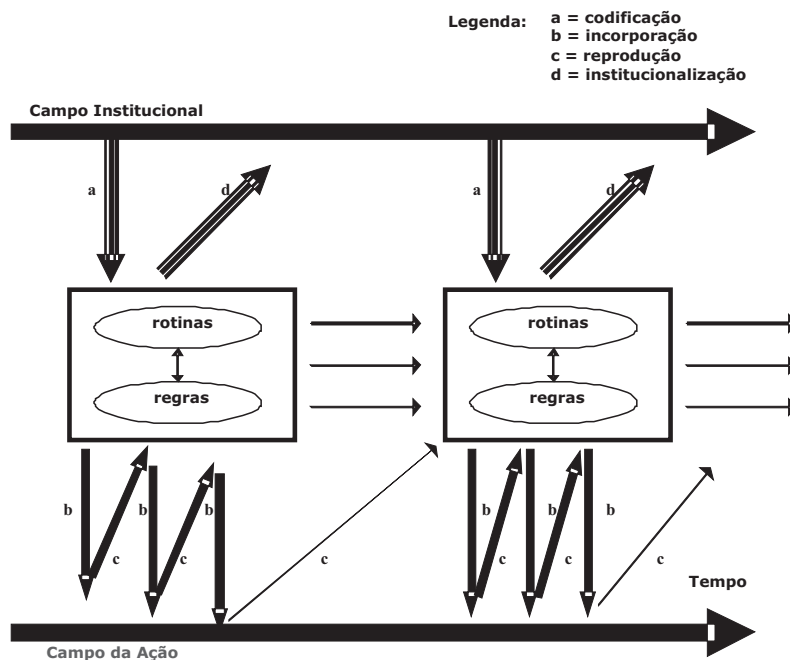 Legenda: a = codificação
b = incorporação
c = reprodução
d = institucionalização
Campo Institucional
a d a d
rotinas rotinas
regras regras
b b b b b b
c c c c c c
Tempo
Campo da Ação